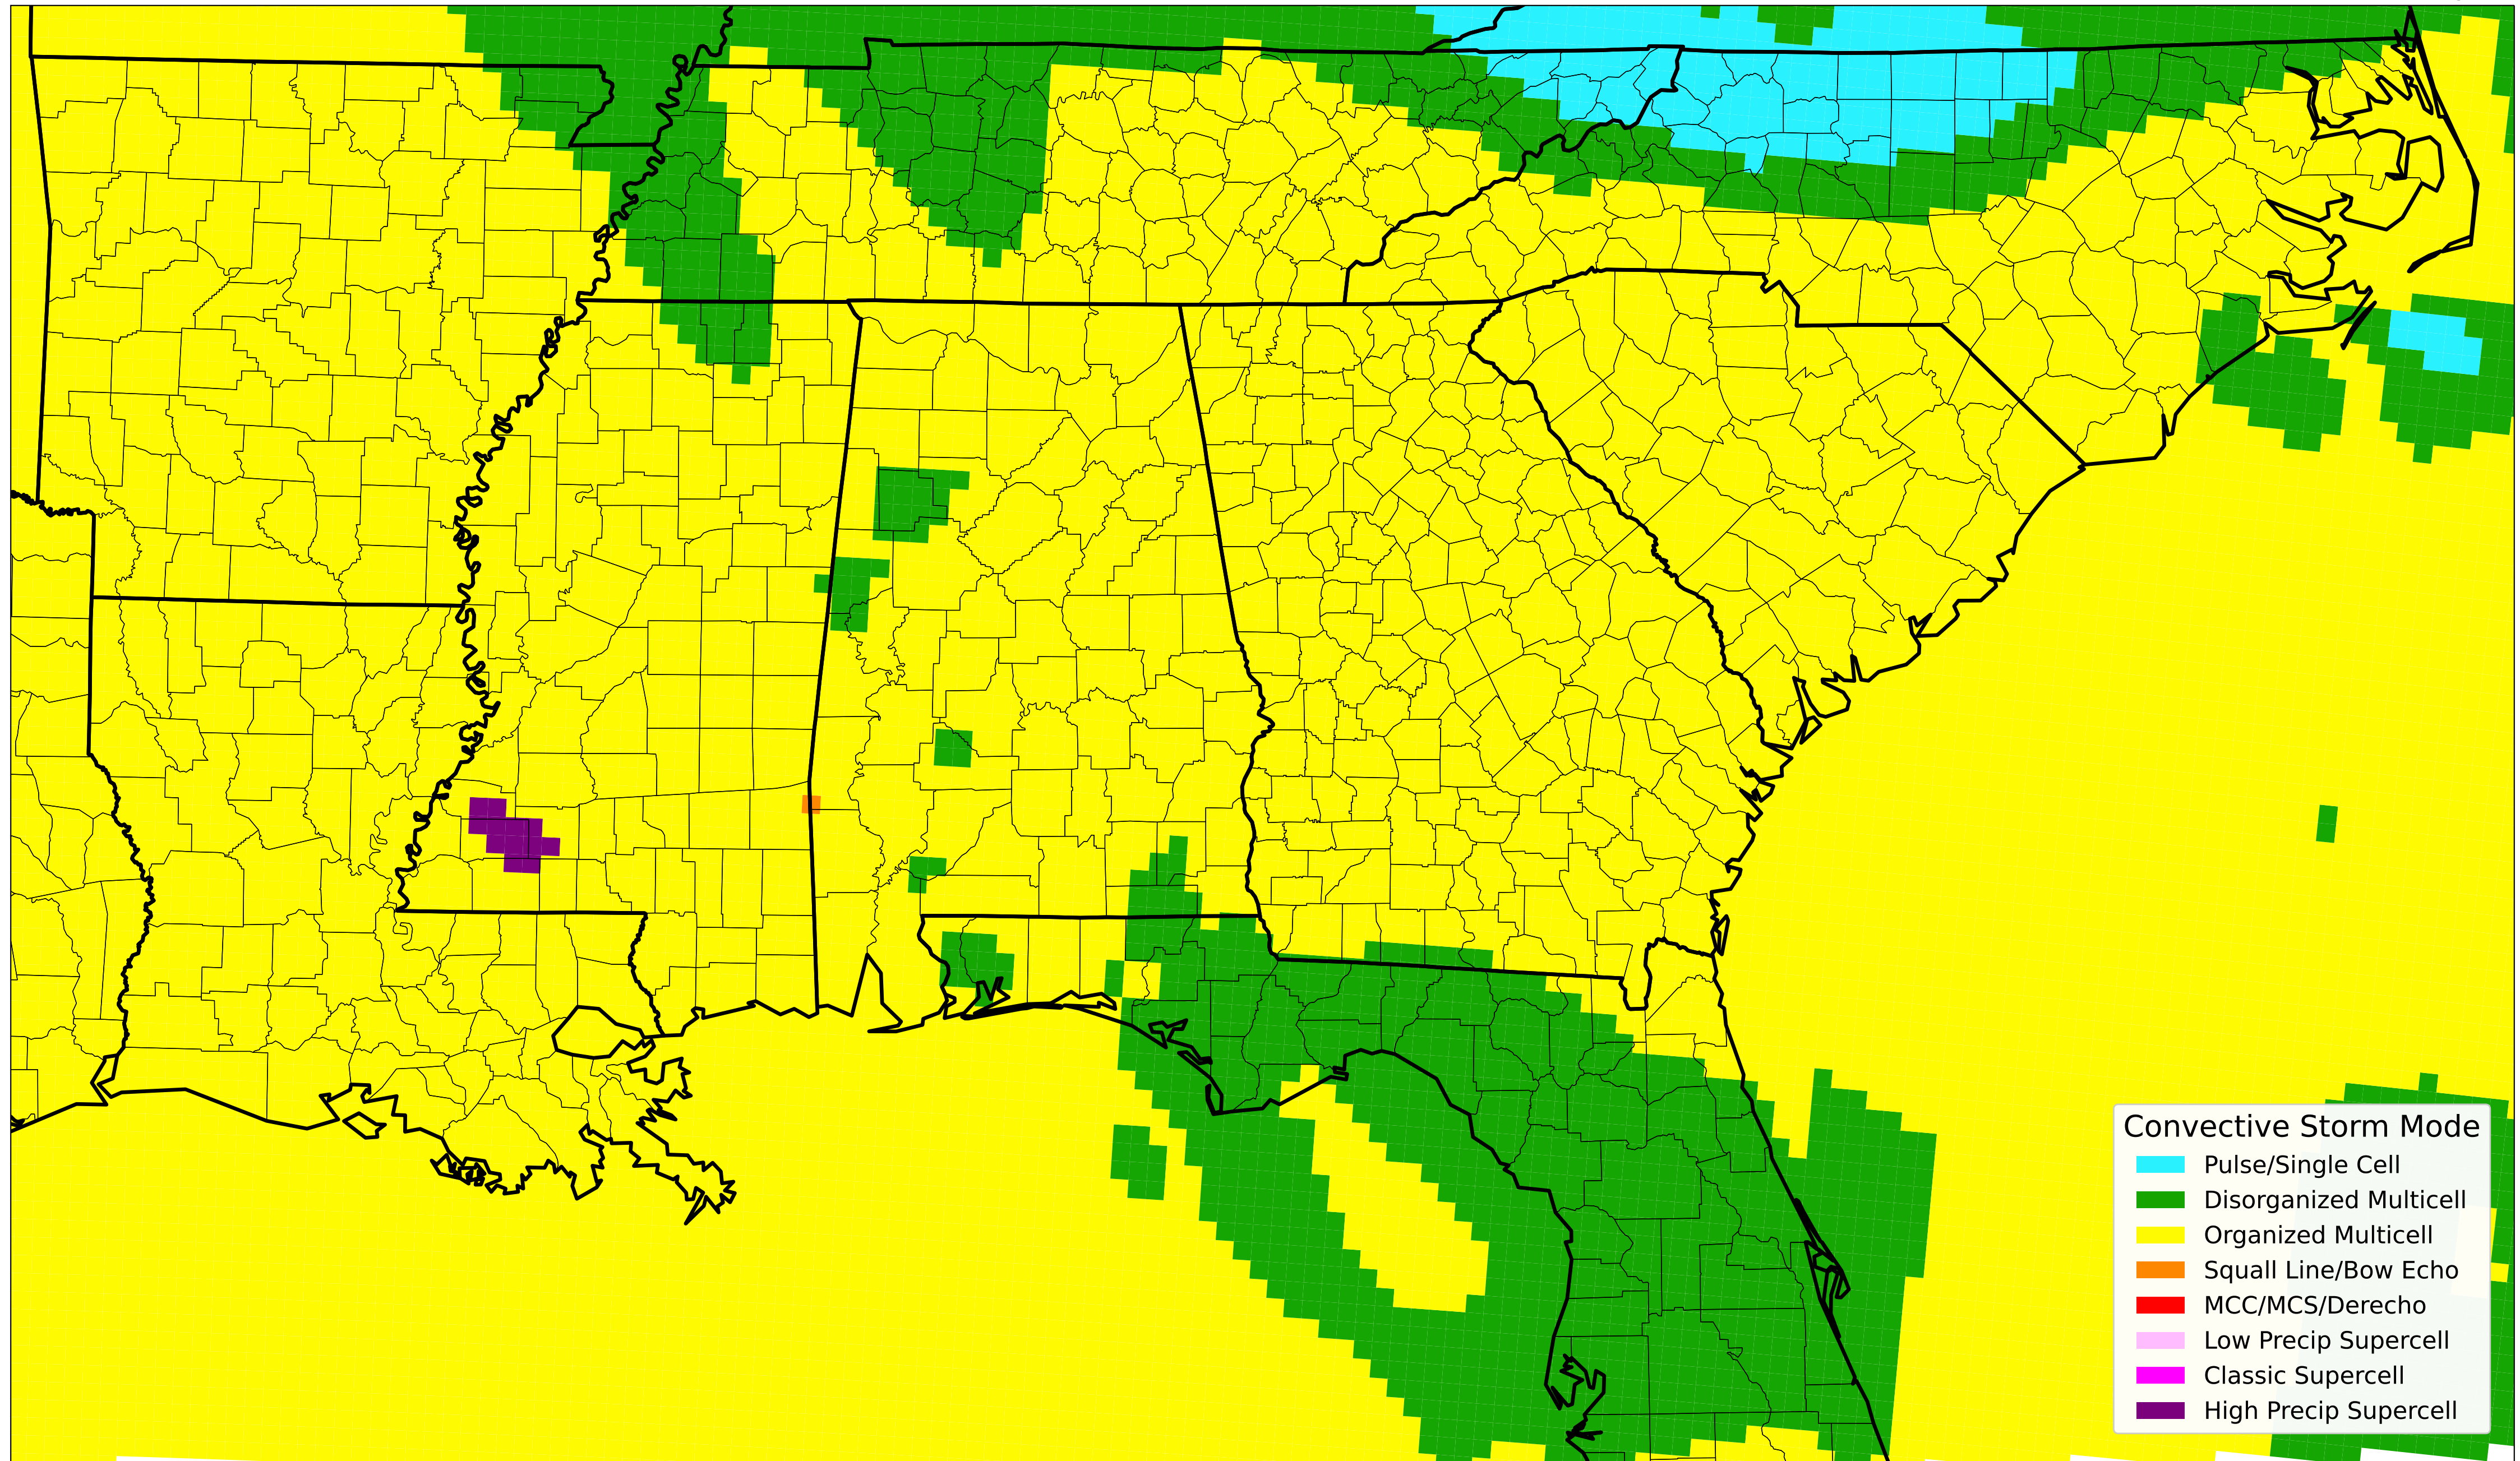 Convective Storm Mode
Pulse/Single Cell
Disorganized Multicell
Organized Multicell
Squall Line/Bow Echo
MCC/MCS/Derecho
Low Precip Supercell
Classic Supercell
High Precip Supercell